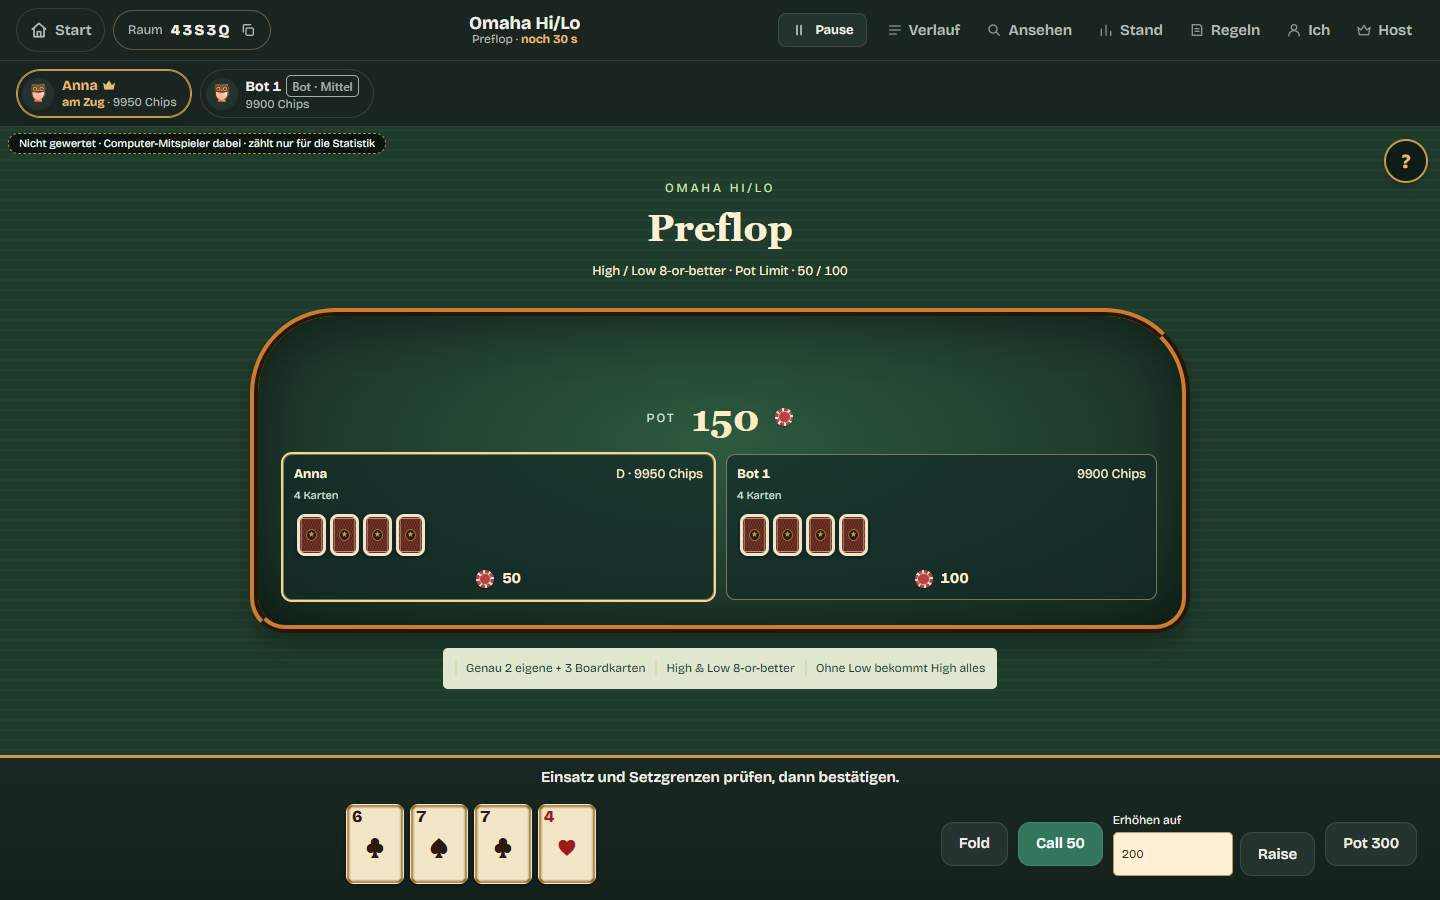 Start
Raum 43S3Q
Omaha Hi/Lo
Preflop · noch 30 s
Pause
Verlauf
Ansehen
Stand
Regeln
Ich
Host
Anna
am Zug · 9950 Chips
Bot 1 Bot · Mittel
9900 Chips
Nicht gewertet · Computer-Mitspieler dabei · zählt nur für die Statistik
?
OMAHA HI/LO
Preflop
High / Low 8-or-better · Pot Limit · 50 / 100
POT 150
Anna D · 9950 Chips
4 Karten
50
Bot 1 9900 Chips
4 Karten
100
Genau 2 eigene + 3 Boardkarten
High & Low 8-or-better
Ohne Low bekommt High alles
Einsatz und Setzgrenzen prüfen, dann bestätigen.
6 7 7 4
Fold
Call 50
Erhöhen auf
200
Raise
Pot 300